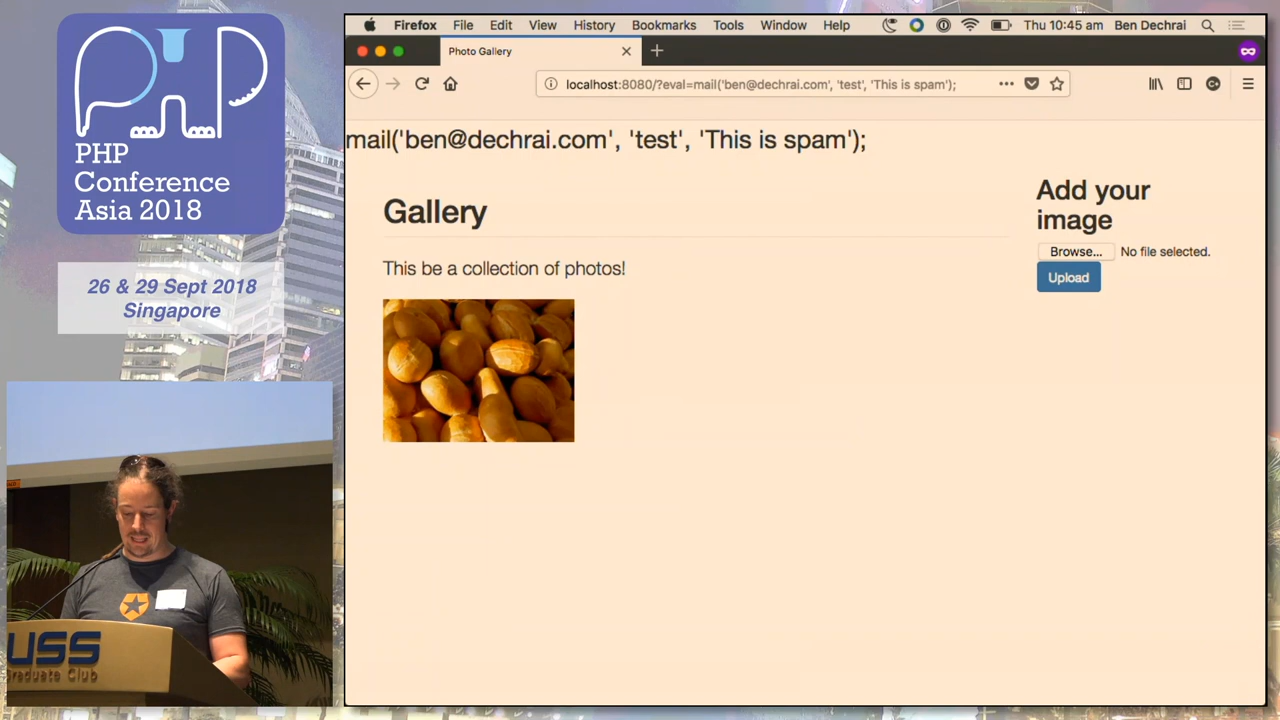 PHP
Conference
Asia 2018
26 & 29 Sept 2018
Singapore
USS
Graduate Club
Firefox File Edit View History Bookmarks Tools Window Help Thu 10:45 am Ben Dechrai
Photo Gallery
localhost:8080/?eval=mail('ben@dechrai.com', 'test', 'This is spam');
mail('ben@dechrai.com', 'test', 'This is spam');
Gallery
This be a collection of photos!
Add your
image
Browse... No file selected.
Upload